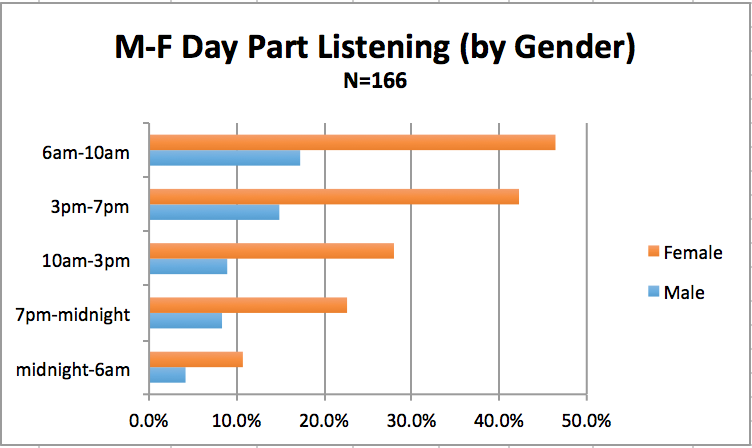 M-F Day Part Listening (by Gender)
N=166
6am-10am
3pm-7pm
10am-3pm
7pm-midnight
midnight-6am
0.0% 10.0% 20.0% 30.0% 40.0% 50.0%
Female
Male